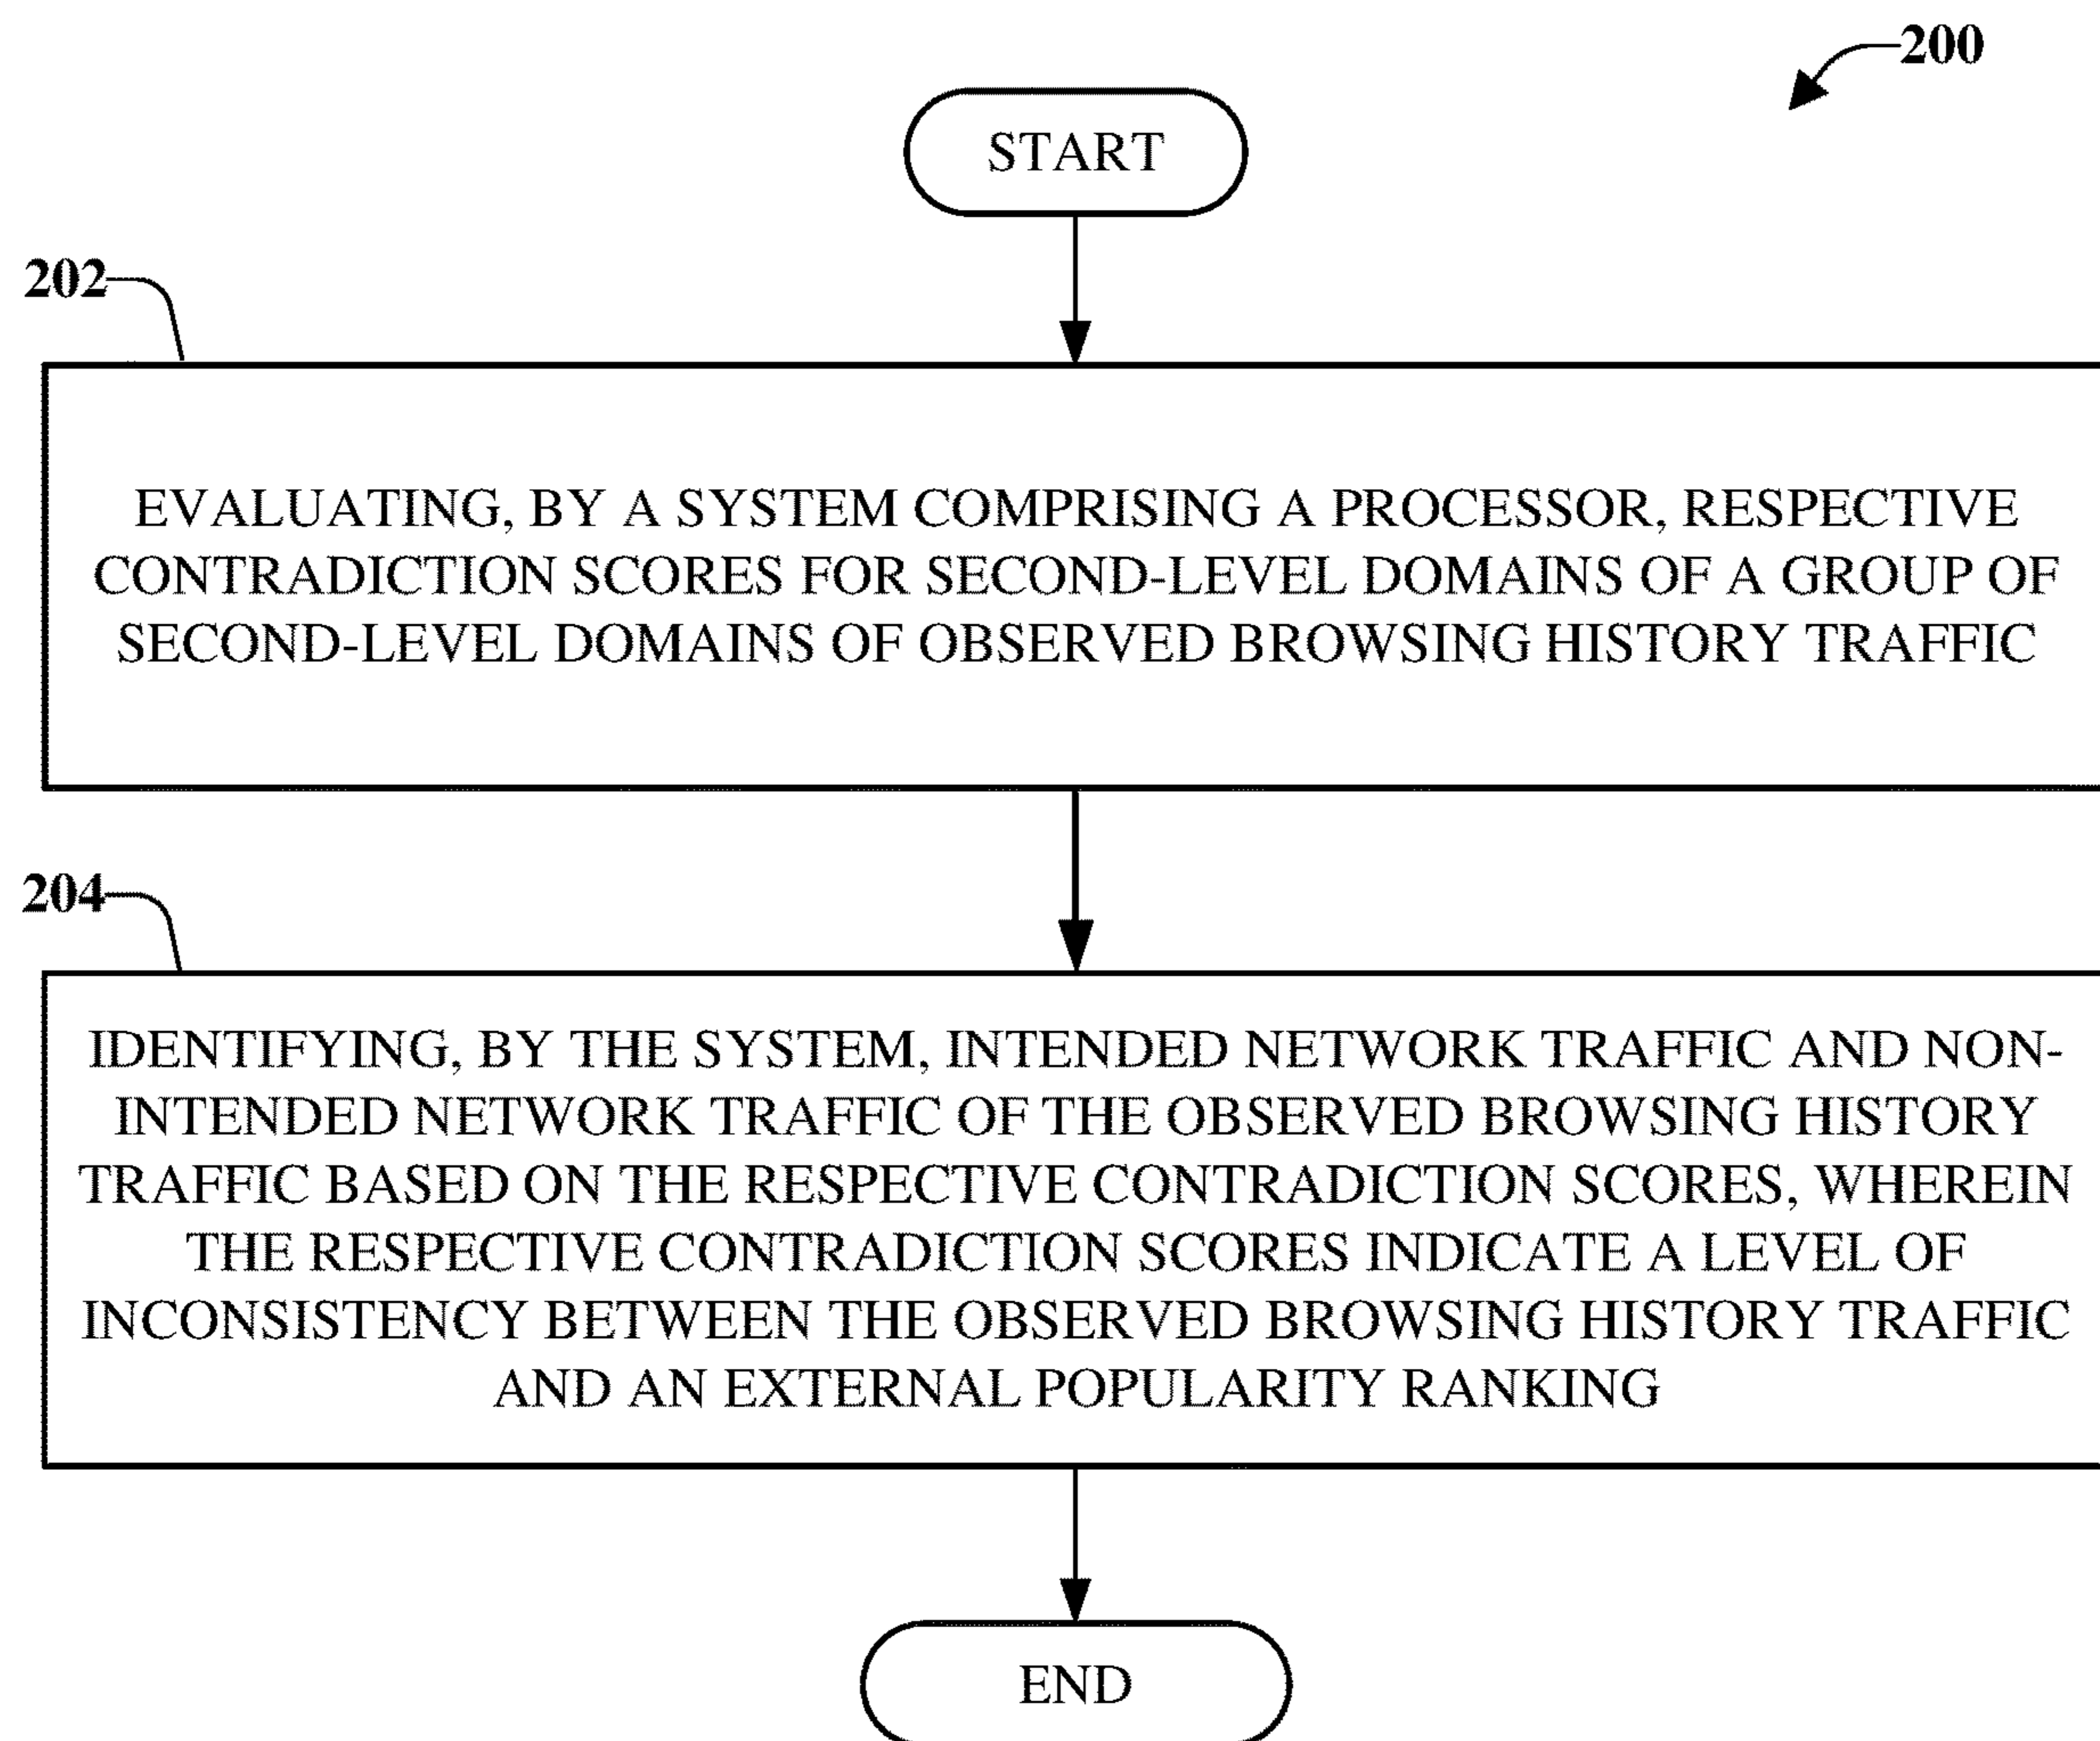 200
START
202
EVALUATING, BY A SYSTEM COMPRISING A PROCESSOR, RESPECTIVE
CONTRADICTION SCORES FOR SECOND-LEVEL DOMAINS OF A GROUP OF
SECOND-LEVEL DOMAINS OF OBSERVED BROWSING HISTORY TRAFFIC
204
IDENTIFYING, BY THE SYSTEM, INTENDED NETWORK TRAFFIC AND NON-
INTENDED NETWORK TRAFFIC OF THE OBSERVED BROWSING HISTORY
TRAFFIC BASED ON THE RESPECTIVE CONTRADICTION SCORES, WHEREIN
THE RESPECTIVE CONTRADICTION SCORES INDICATE A LEVEL OF
INCONSISTENCY BETWEEN THE OBSERVED BROWSING HISTORY TRAFFIC
AND AN EXTERNAL POPULARITY RANKING
END